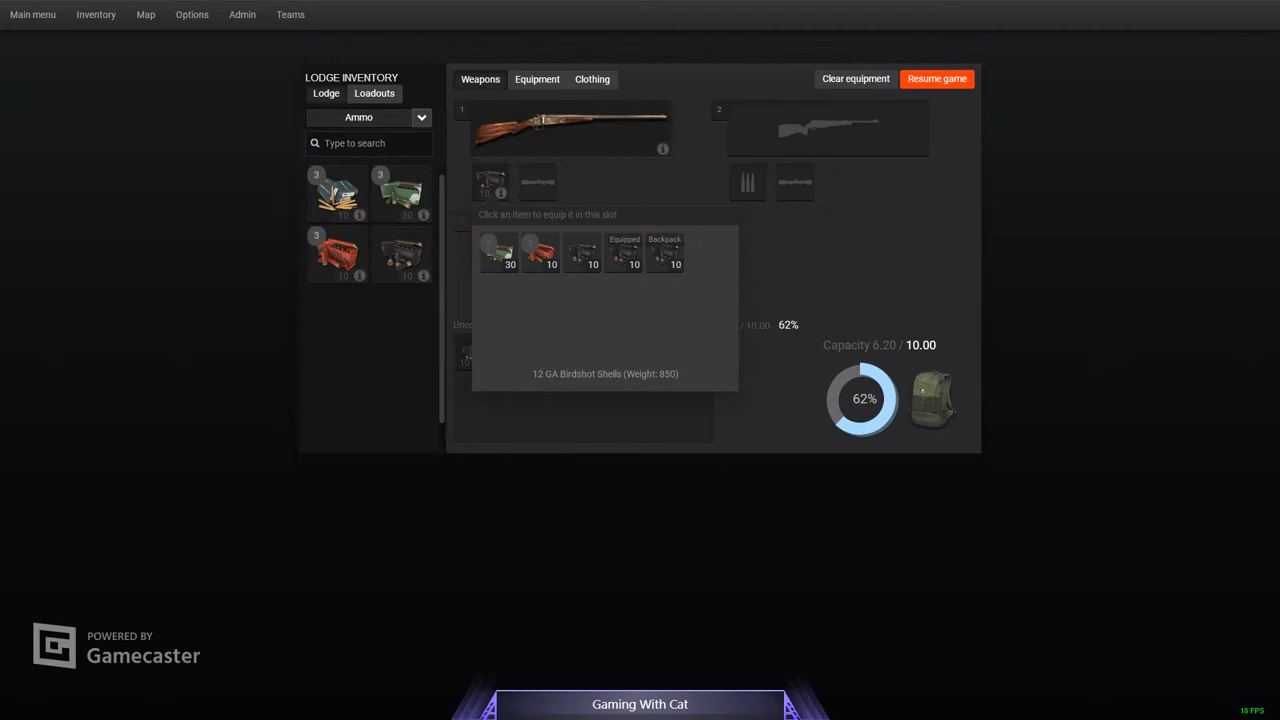 Main menu Inventory Map Options Admin Teams
LODGE INVENTORY
Lodge Loadouts
Ammo
Type to search
3 10
3 30
3 10
10
Weapons Equipment Clothing
Clear equipment Resume game
1
2
10
Click an item to equip it in this slot
3 30
3 10
10
Equipped 10
Backpack 10
12 GA Birdshot Shells (Weight: 850)
/ 10.00 62%
Capacity 6.20 / 10.00
62%
POWERED BY
Gamecaster
Gaming With Cat
18 FPS